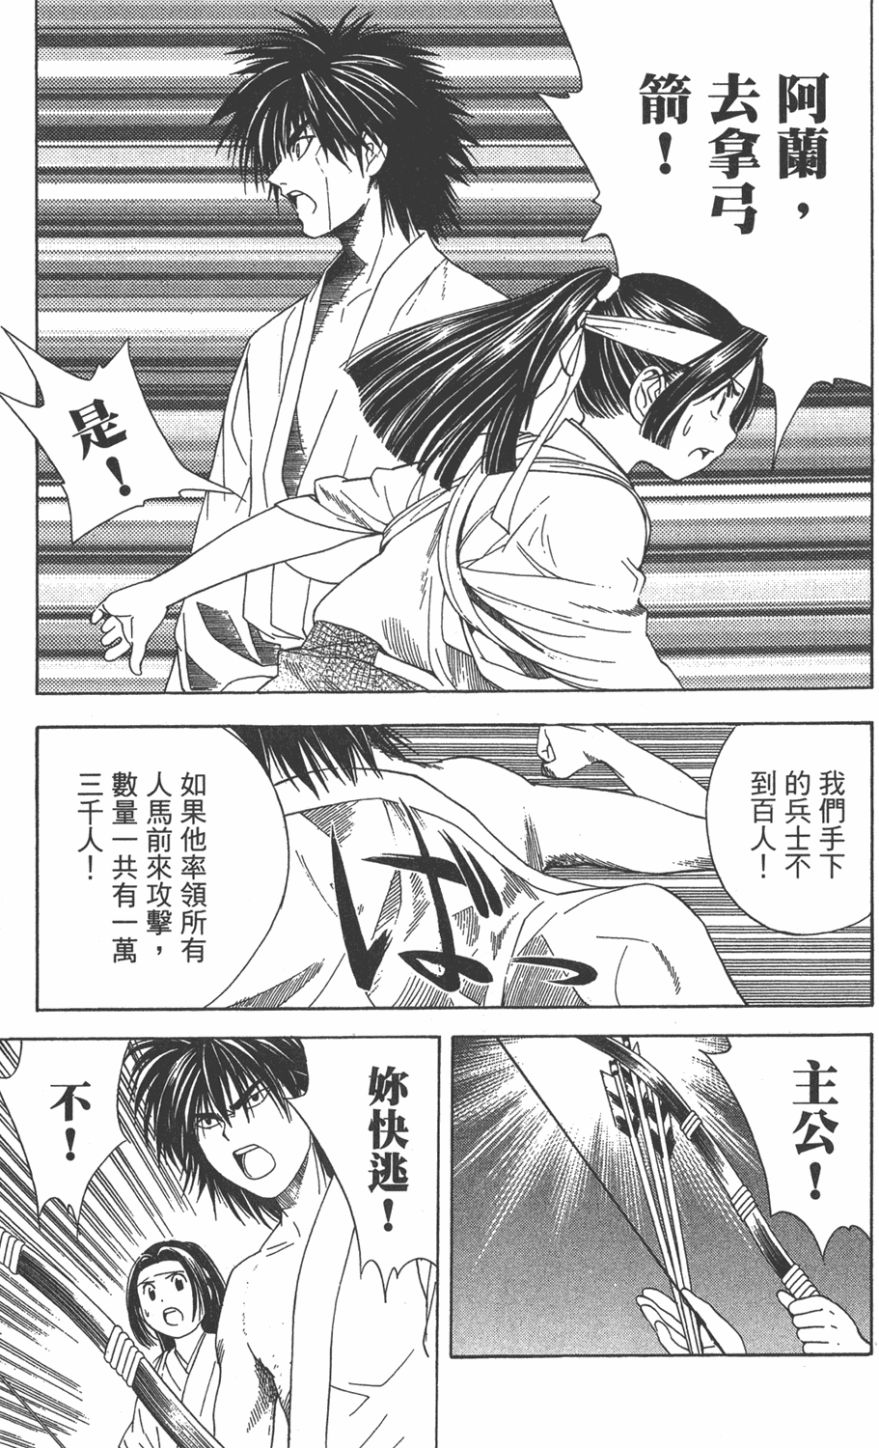 阿蘭，
去拿弓
箭！
是！
我們手下
的兵士不
到百人！
如果他率領所有
人馬前來攻擊，
數量一共有一萬
三千人！
ばっ
主公！
妳快逃！
不！